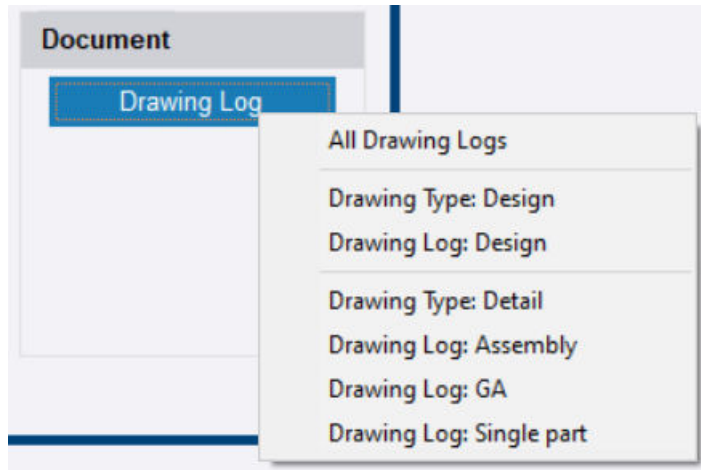 Document
Drawing Log
All Drawing Logs
Drawing Type: Design
Drawing Log: Design
Drawing Type: Detail
Drawing Log: Assembly
Drawing Log: GA
Drawing Log: Single part